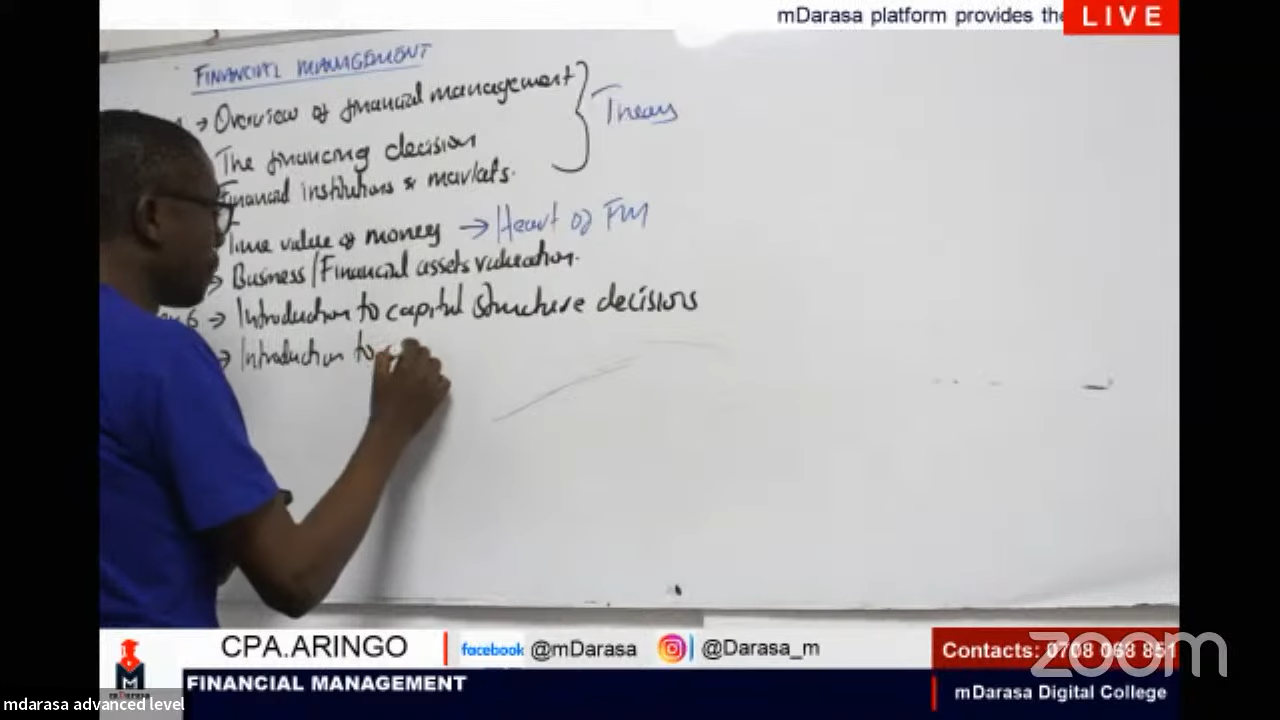 mDarasa platform provides the
LIVE
FINANCIAL MANAGEMENT
→ Overview of financial management
Theory
The financing decision
Financial institutions & markets.
Time value of money → Heart of FM
Business/Financial assets valuation.
6 → Introduction to capital structure decisions
→ Introduction to
CPA.ARINGO
facebook @mDarasa
@Darasa_m
Contacts: 0708 068 851
zoom
FINANCIAL MANAGEMENT
mDarasa Digital College
mdarasa advanced level